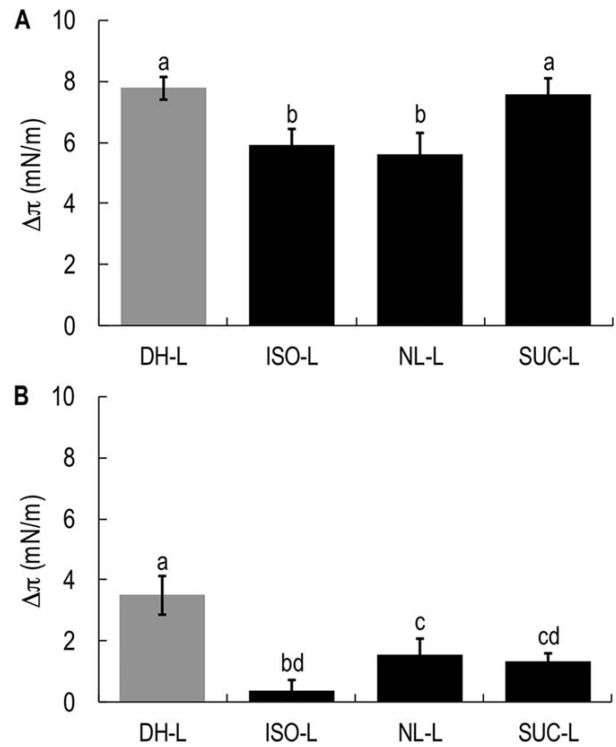 A
10
8
6
4
2
0
Δπ (mN/m)
a
b
b
a
DH-L ISO-L NL-L SUC-L
B
10
8
6
4
2
0
Δπ (mN/m)
a
bd
c
cd
DH-L ISO-L NL-L SUC-L